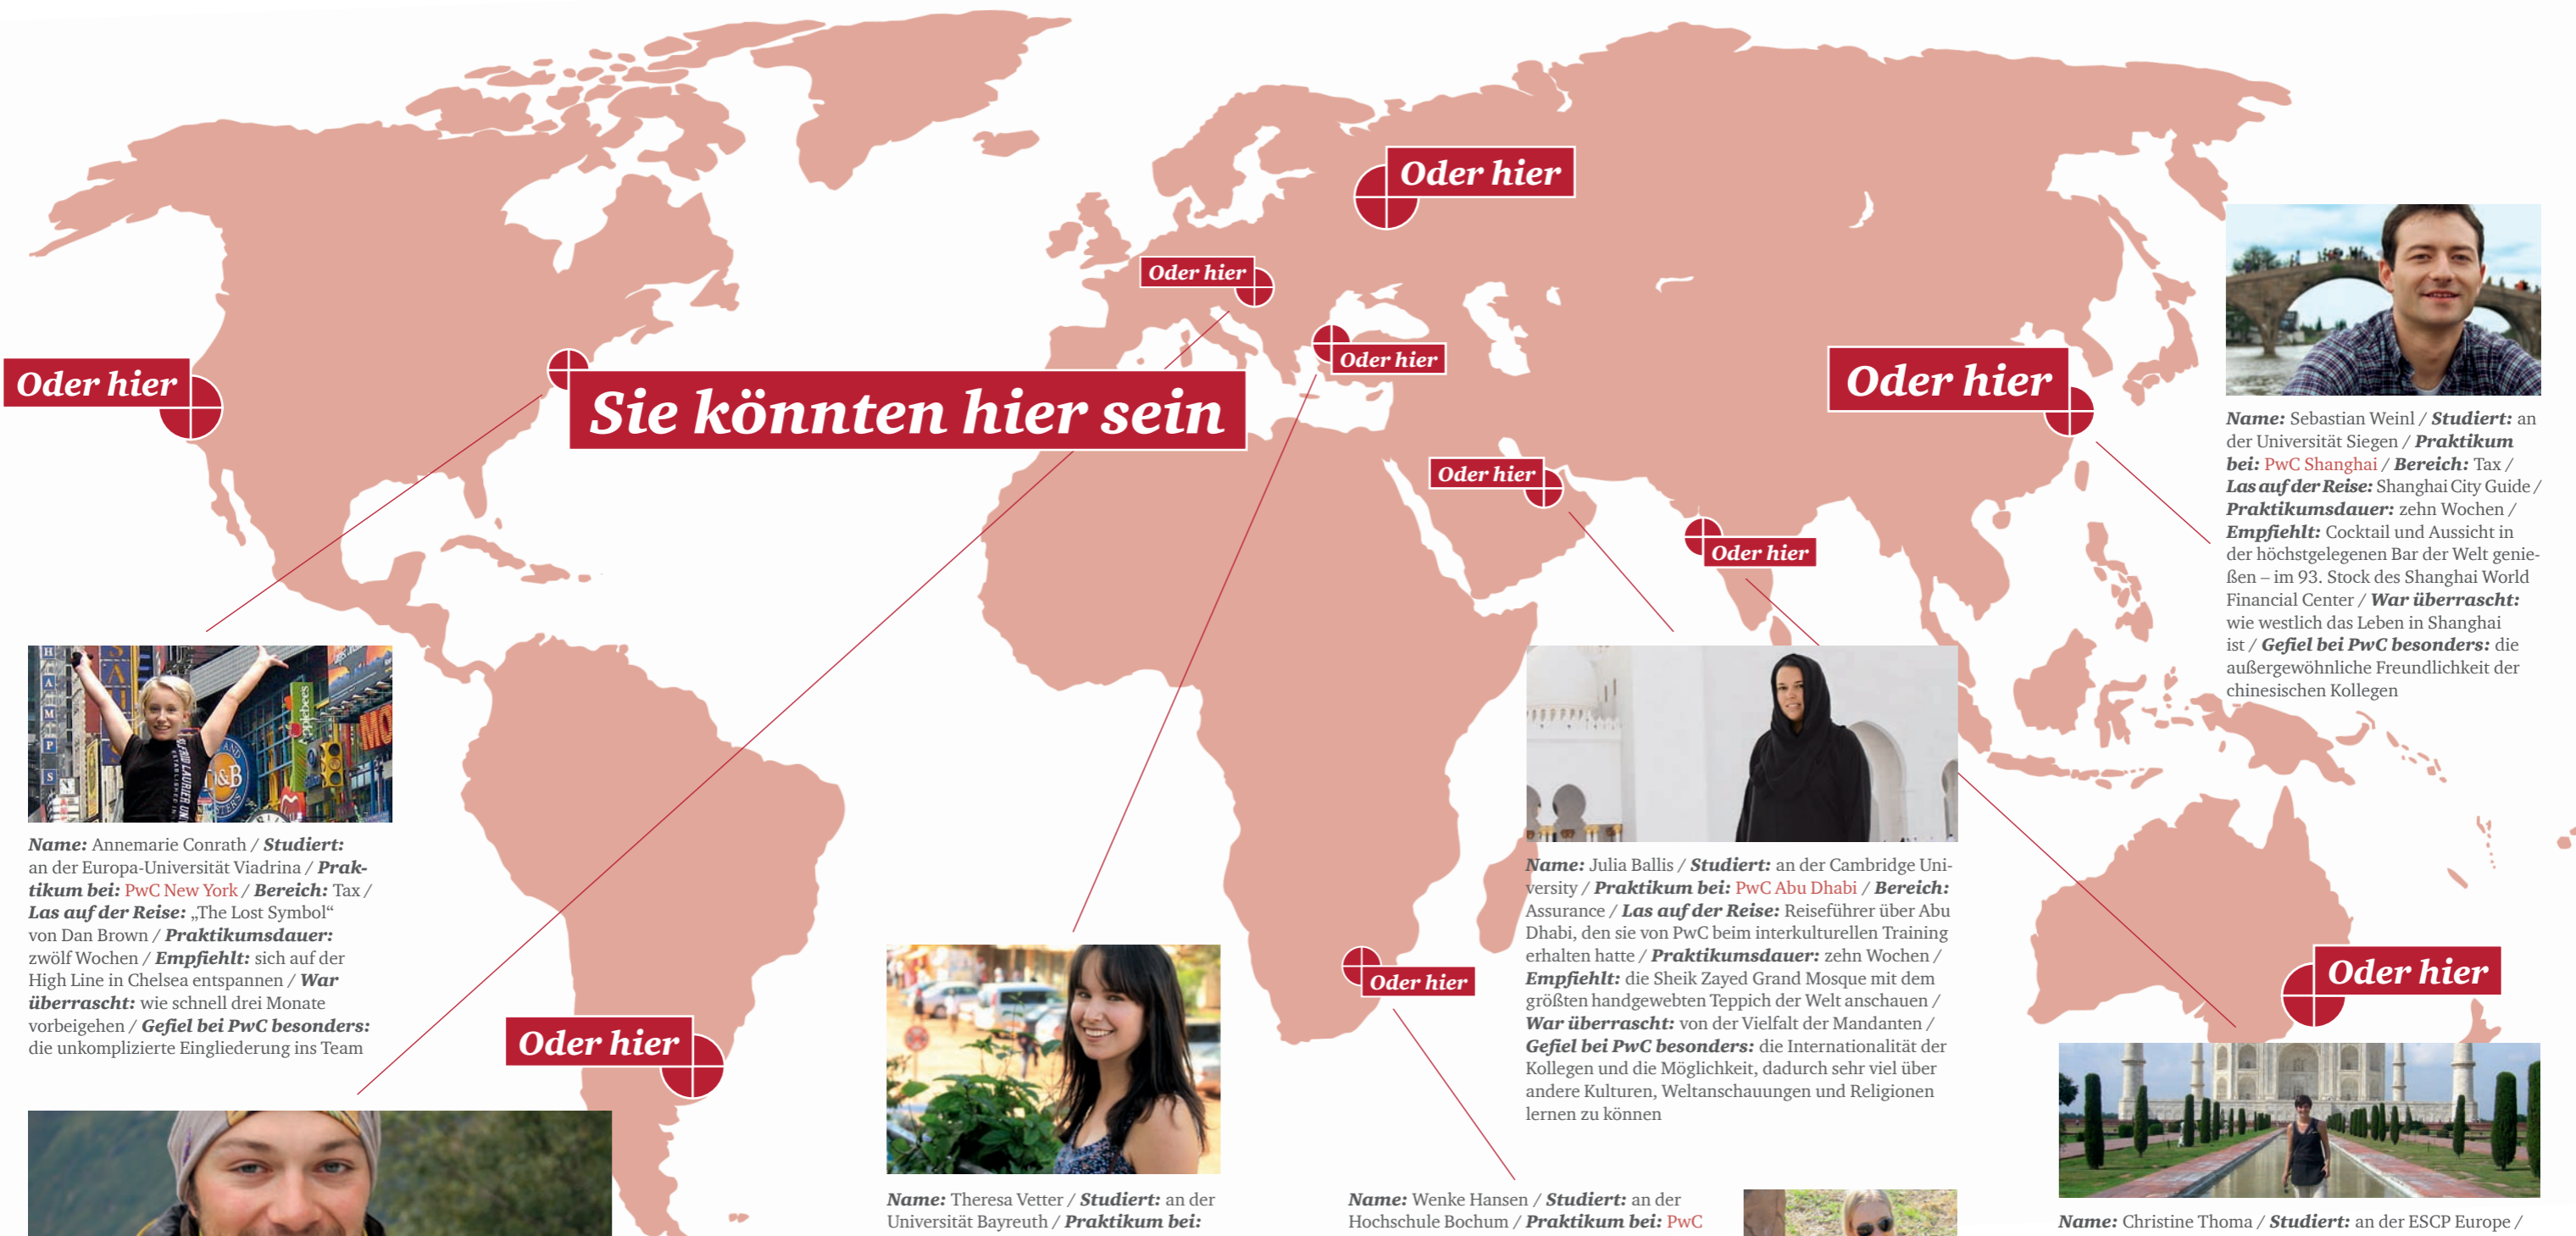 Oder hier
Oder hier
Oder hier
Oder hier
Oder hier
Sie könnten hier sein
Oder hier
Oder hier
Oder hier
Name: Sebastian Weinl / Studiert: an
der Universität Siegen / Praktikum
bei: PwC Shanghai / Bereich: Tax /
Las auf der Reise: Shanghai City Guide /
Praktikumsdauer: zehn Wochen /
Empfiehlt: Cocktail und Aussicht in
der höchstgelegenen Bar der Welt genie-
ßen – im 93. Stock des Shanghai World
Financial Center / War überrascht:
wie westlich das Leben in Shanghai
ist / Gefiel bei PwC besonders: die
außergewöhnliche Freundlichkeit der
chinesischen Kollegen
HAMPS
Applebees
B&B
Name: Annemarie Conrath / Studiert:
an der Europa-Universität Viadrina / Prak-
tikum bei: PwC New York / Bereich: Tax /
Las auf der Reise: „The Lost Symbol“
von Dan Brown / Praktikumsdauer:
zwölf Wochen / Empfiehlt: sich auf der
High Line in Chelsea entspannen / War
überrascht: wie schnell drei Monate
vorbeigehen / Gefiel bei PwC besonders:
die unkomplizierte Eingliederung ins Team
Name: Julia Ballis / Studiert: an der Cambridge Uni-
versity / Praktikum bei: PwC Abu Dhabi / Bereich:
Assurance / Las auf der Reise: Reiseführer über Abu
Dhabi, den sie von PwC beim interkulturellen Training
erhalten hatte / Praktikumsdauer: zehn Wochen /
Empfiehlt: die Sheik Zayed Grand Mosque mit dem
größten handgewebten Teppich der Welt anschauen /
War überrascht: von der Vielfalt der Mandanten /
Gefiel bei PwC besonders: die Internationalität der
Kollegen und die Möglichkeit, dadurch sehr viel über
andere Kulturen, Weltanschauungen und Religionen
lernen zu können
Oder hier
Oder hier
Oder hier
Name: Theresa Vetter / Studiert: an der
Universität Bayreuth / Praktikum bei:
Name: Wenke Hansen / Studiert: an der
Hochschule Bochum / Praktikum bei: PwC
Name: Christine Thoma / Studiert: an der ESCP Europe /